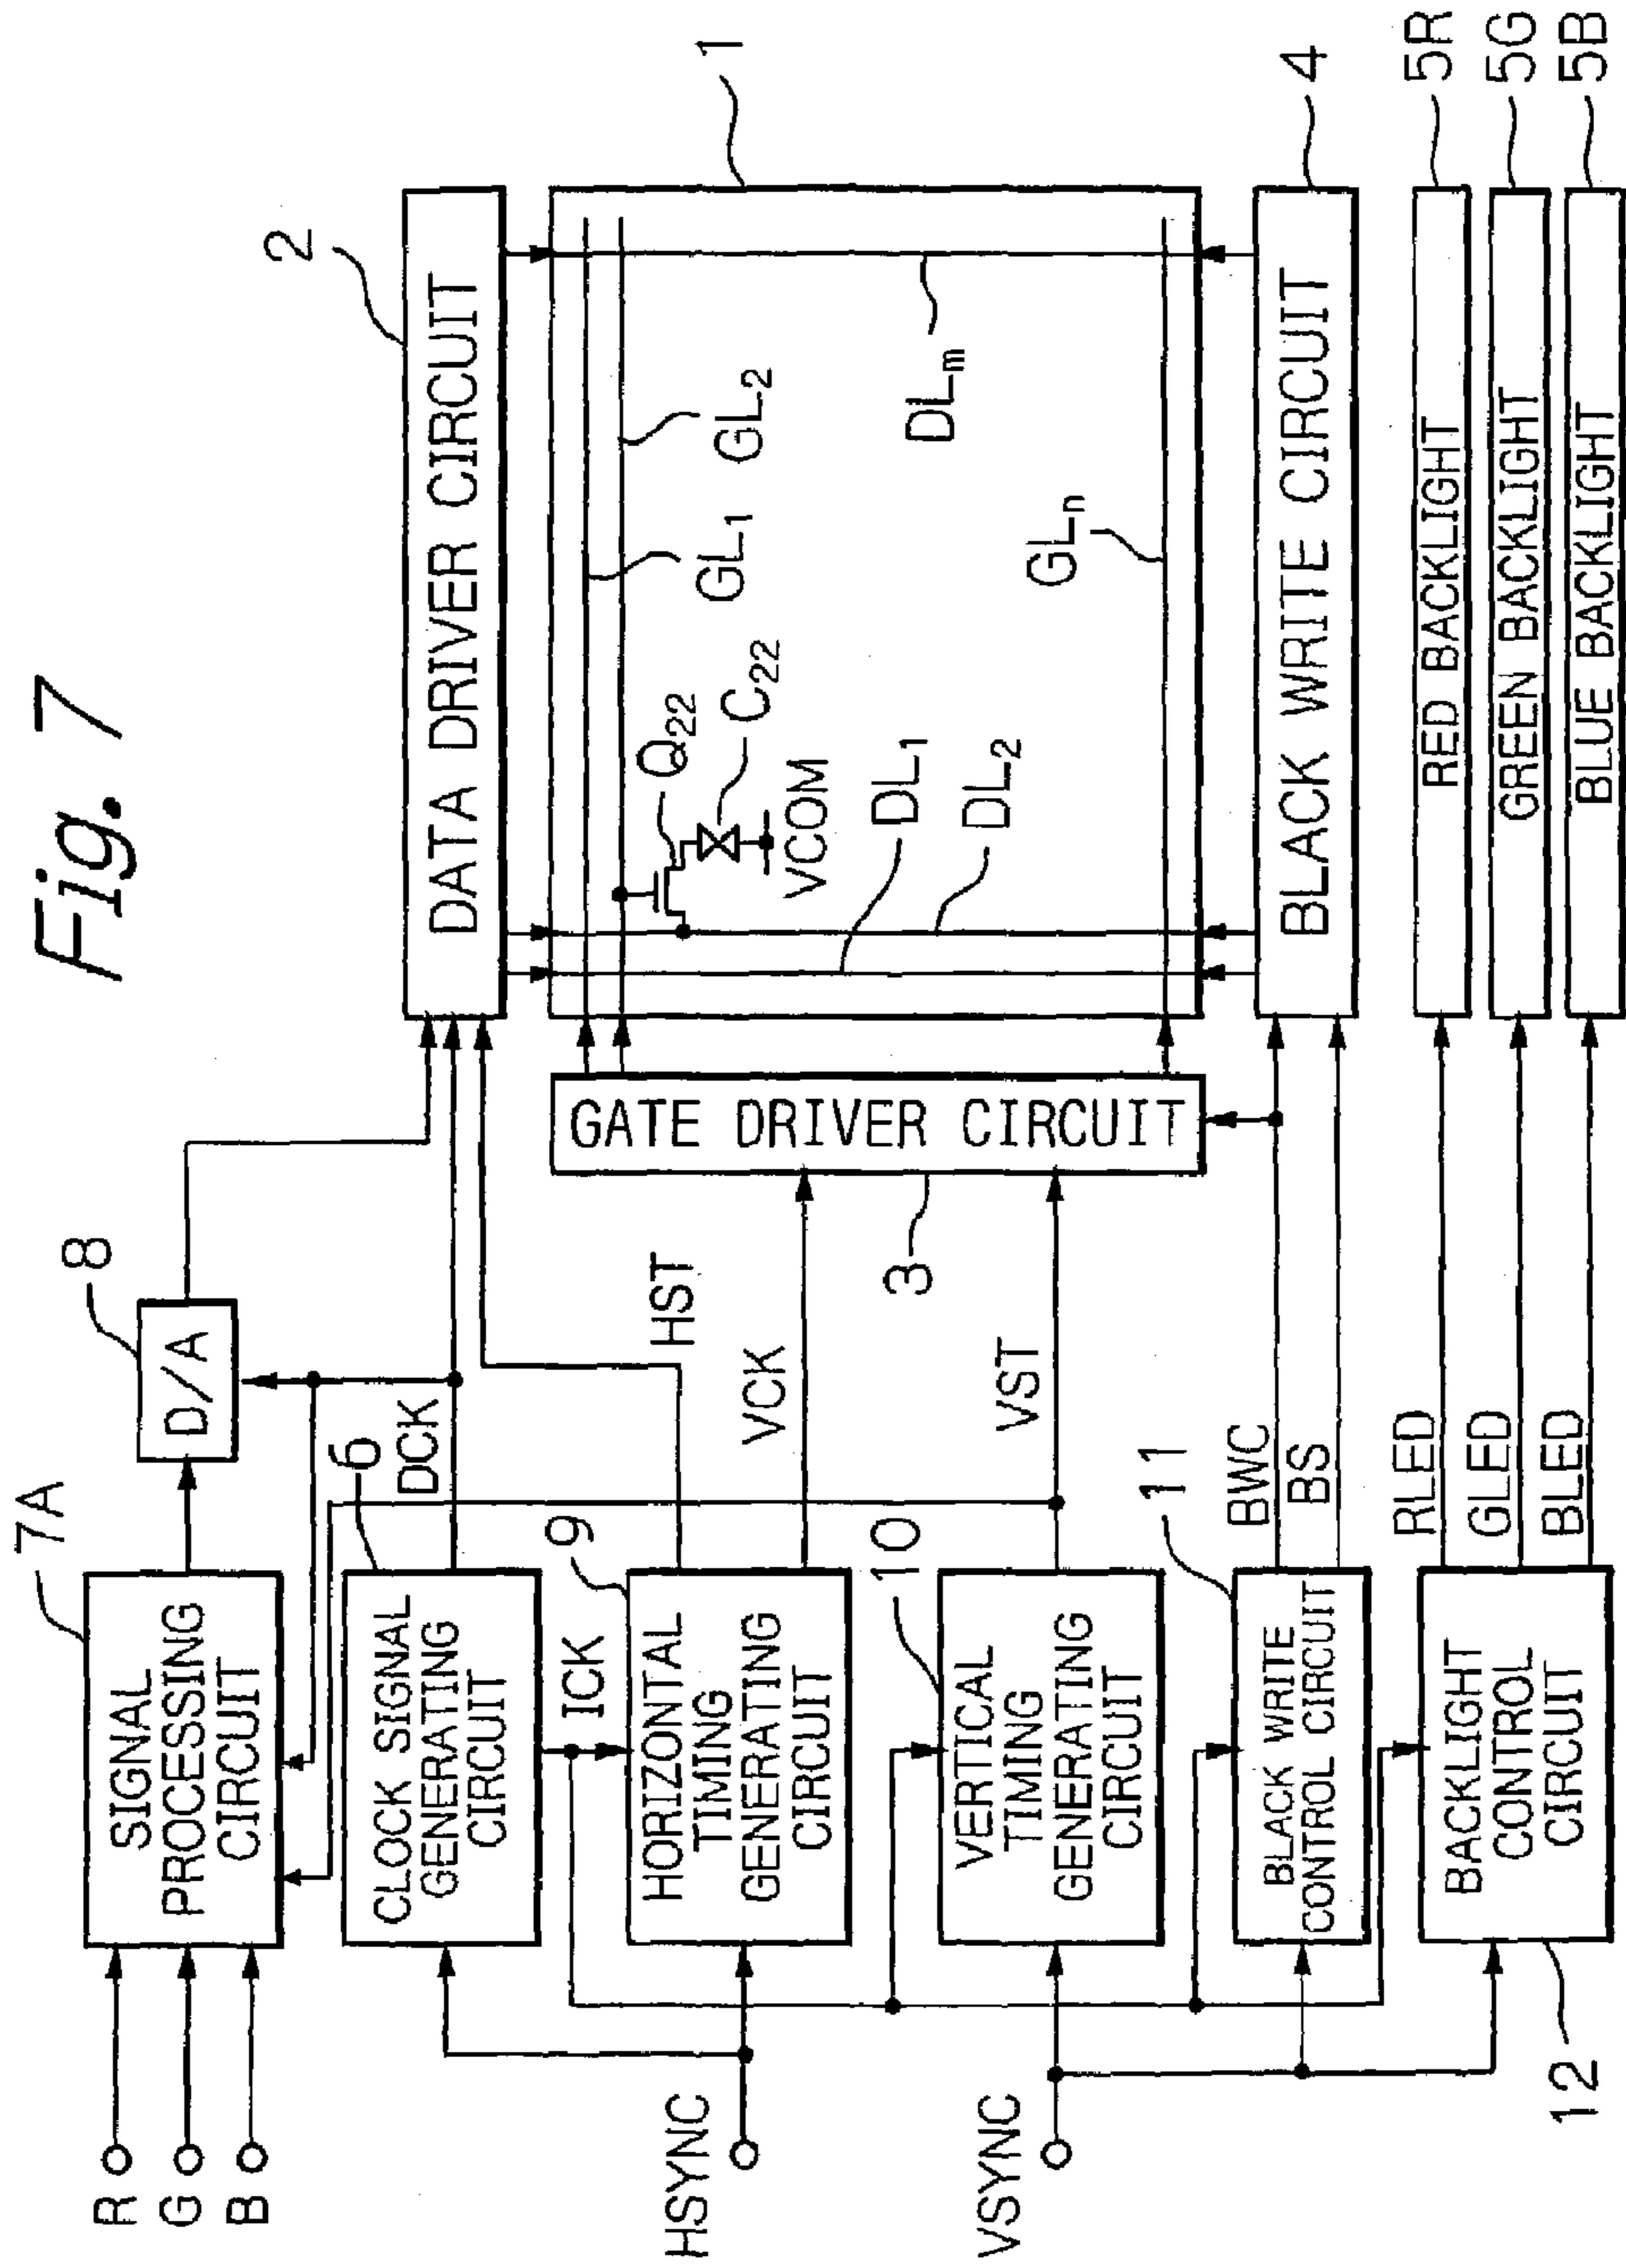 Fig. 7
R
G
B
HSYNC
VSYNC
7A
SIGNAL
PROCESSING
CIRCUIT
8
D/A
6
DCK
CLOCK SIGNAL
GENERATING
CIRCUIT
ICK
9
HORIZONTAL
TIMING
GENERATING
CIRCUIT
HST
VCK
10
VERTICAL
TIMING
GENERATING
CIRCUIT
VST
11
BLACK WRITE
CONTROL CIRCUIT
BWC
BS
12
BACKLIGHT
CONTROL
CIRCUIT
RLED
GLED
BLED
2
DATA DRIVER CIRCUIT
3
GATE DRIVER CIRCUIT
1
GL1
GL2
Q22
C22
VCOM
DL1
DL2
DLm
GLn
4
BLACK WRITE CIRCUIT
RED BACKLIGHT
5R
GREEN BACKLIGHT
5G
BLUE BACKLIGHT
5B